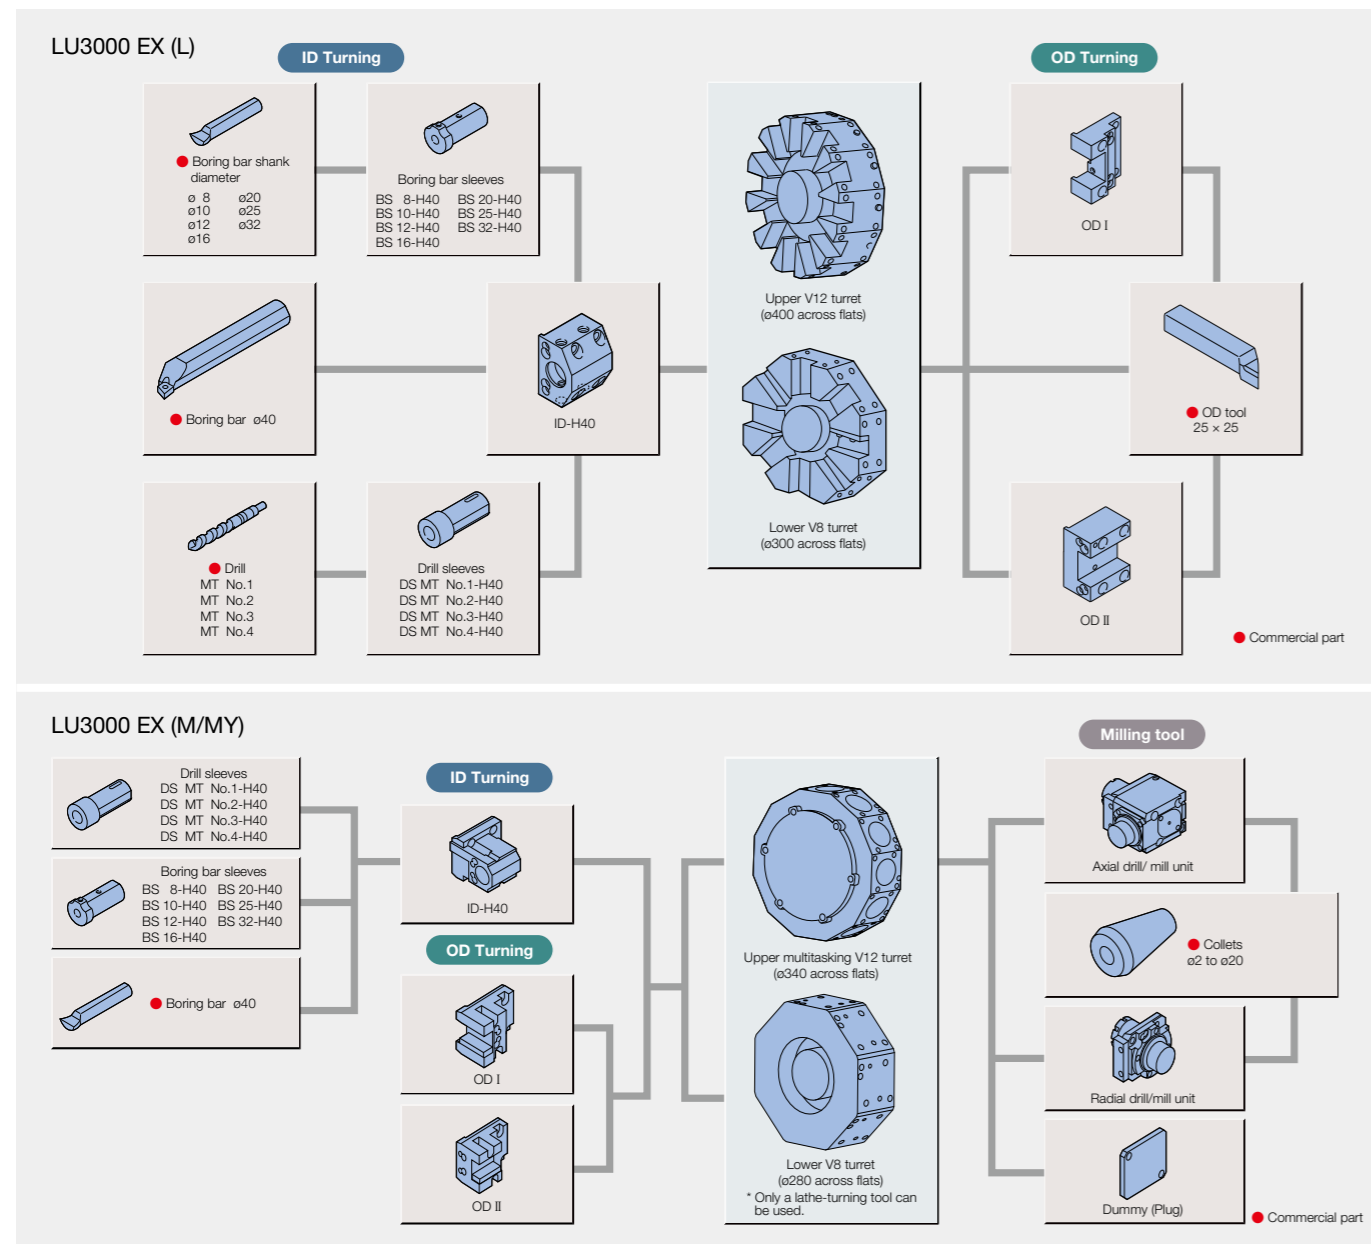 LU3000 EX (L)
ID Turning
OD Turning
● Boring bar shank
diameter
ø 8 ø20
ø10 ø25
ø12 ø32
ø16
Boring bar sleeves
BS 8-H40 BS 20-H40
BS 10-H40 BS 25-H40
BS 12-H40 BS 32-H40
BS 16-H40
● Boring bar ø40
ID-H40
● Drill
MT No.1
MT No.2
MT No.3
MT No.4
Drill sleeves
DS MT No.1-H40
DS MT No.2-H40
DS MT No.3-H40
DS MT No.4-H40
Upper V12 turret
(ø400 across flats)
Lower V8 turret
(ø300 across flats)
OD I
● OD tool
25 × 25
OD II
● Commercial part
LU3000 EX (M/MY)
Drill sleeves
DS MT No.1-H40
DS MT No.2-H40
DS MT No.3-H40
DS MT No.4-H40
Boring bar sleeves
BS 8-H40 BS 20-H40
BS 10-H40 BS 25-H40
BS 12-H40 BS 32-H40
BS 16-H40
● Boring bar ø40
ID Turning
ID-H40
OD Turning
OD I
OD II
Upper multitasking V12 turret
(ø340 across flats)
Lower V8 turret
(ø280 across flats)
* Only a lathe-turning tool can
be used.
Milling tool
Axial drill/ mill unit
● Collets
ø2 to ø20
Radial drill/mill unit
Dummy (Plug)
● Commercial part